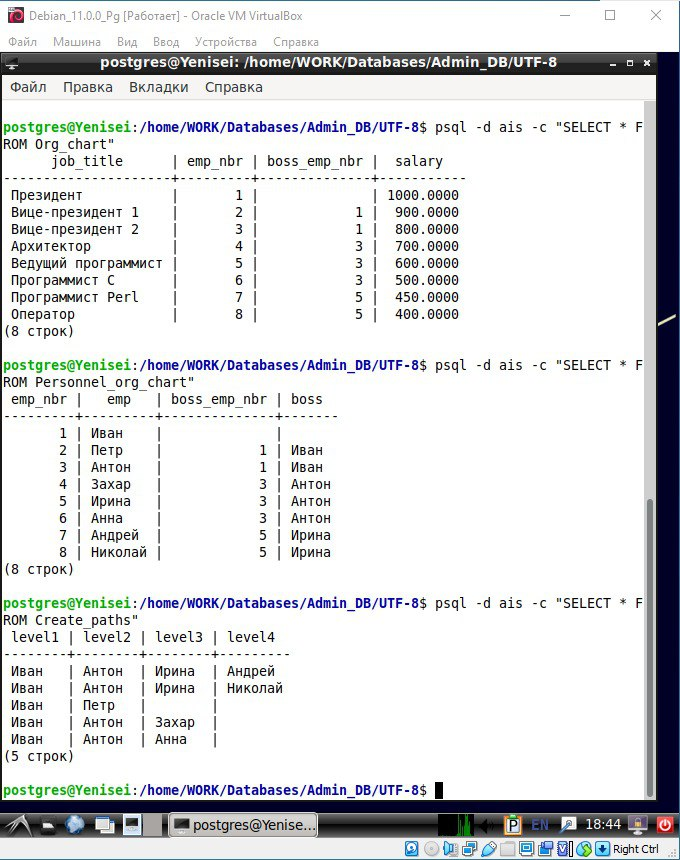 Debian_11.0.0_Pg [Работает] - Oracle VM VirtualBox
Файл Машина Вид Ввод Устройства Справка
postgres@Yenisei: /home/WORK/Databases/Admin_DB/UTF-8
Файл Правка Вкладки Справка
postgres@Yenisei:/home/WORK/Databases/Admin_DB/UTF-8$ psql -d ais -c "SELECT * F
ROM Org_chart"
      job_title      | emp_nbr | boss_emp_nbr |  salary
---------------------+---------+--------------+-----------
 Президент           |       1 |              | 1000.0000
 Вице-президент 1    |       2 |            1 |  900.0000
 Вице-президент 2    |       3 |            1 |  800.0000
 Архитектор          |       4 |            3 |  700.0000
 Ведущий программист |       5 |            3 |  600.0000
 Программист C       |       6 |            3 |  500.0000
 Программист Perl    |       7 |            5 |  450.0000
 Оператор            |       8 |            5 |  400.0000
(8 строк)
postgres@Yenisei:/home/WORK/Databases/Admin_DB/UTF-8$ psql -d ais -c "SELECT * F
ROM Personnel_org_chart"
 emp_nbr |   emp   | boss_emp_nbr | boss
---------+---------+--------------+-------
       1 | Иван    |              |
       2 | Петр    |            1 | Иван
       3 | Антон   |            1 | Иван
       4 | Захар   |            3 | Антон
       5 | Ирина   |            3 | Антон
       6 | Анна    |            3 | Антон
       7 | Андрей  |            5 | Ирина
       8 | Николай |            5 | Ирина
(8 строк)
postgres@Yenisei:/home/WORK/Databases/Admin_DB/UTF-8$ psql -d ais -c "SELECT * F
ROM Create_paths"
 level1 | level2 | level3 | level4
--------+--------+--------+---------
 Иван   | Антон  | Ирина  | Андрей
 Иван   | Антон  | Ирина  | Николай
 Иван   | Петр   |        |
 Иван   | Антон  | Захар  |
 Иван   | Антон  | Анна   |
(5 строк)
postgres@Yenisei:/home/WORK/Databases/Admin_DB/UTF-8$
postgres@Yenise... EN 18:44
Right Ctrl